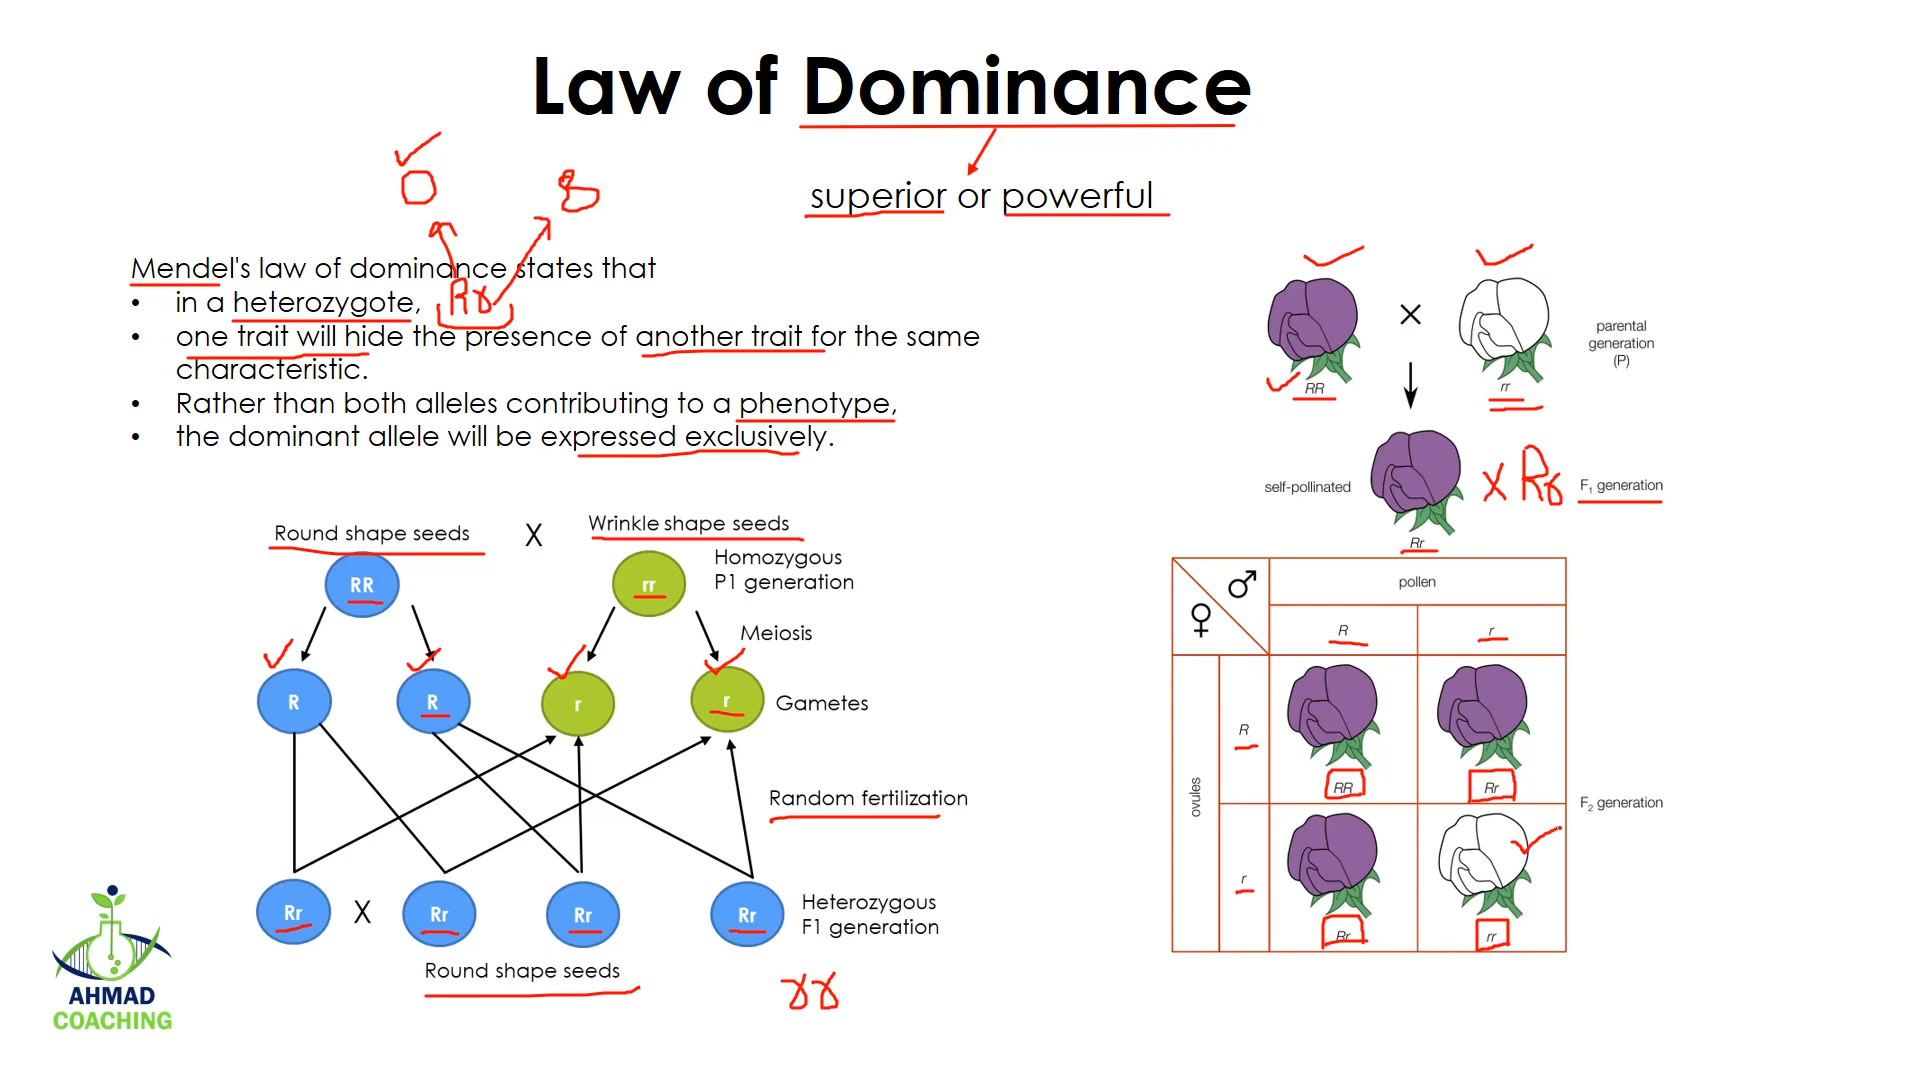 Law of Dominance
superior or powerful
Mendel's law of dominance states that
• in a heterozygote, Rr
• one trait will hide the presence of another trait for the same
characteristic.
• Rather than both alleles contributing to a phenotype,
• the dominant allele will be expressed exclusively.
Round shape seeds X Wrinkle shape seeds
RR rr
Homozygous
P1 generation
Meiosis
R R r r Gametes
Random fertilization
Rr X Rr Rr Rr
Heterozygous
F1 generation
Round shape seeds
rr
AHMAD
COACHING
RR × rr
parental
generation
(P)
self-pollinated x Rr F₁ generation
Rr
♂ pollen
♀ R r
ovules
R
RR Rr
F₂ generation
r
Rr rr